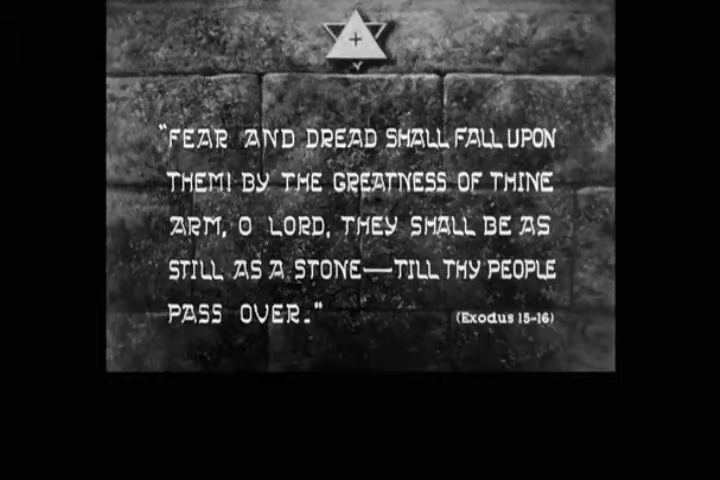 "FEAR AND DREAD SHALL FALL UPON
THEM! BY THE GREATNESS OF THINE
ARM, O LORD, THEY SHALL BE AS
STILL AS A STONE—TILL THY PEOPLE
PASS OVER."
(Exodus 15-16)